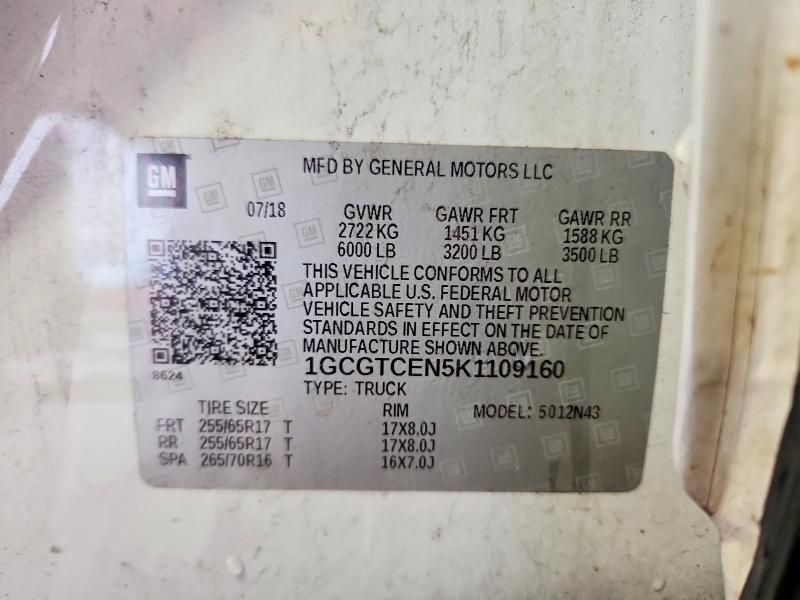 GM
MFD BY GENERAL MOTORS LLC
07/18
GVWR GAWR FRT GAWR RR
2722 KG 1451 KG 1588 KG
6000 LB 3200 LB 3500 LB
THIS VEHICLE CONFORMS TO ALL
APPLICABLE U.S. FEDERAL MOTOR
VEHICLE SAFETY AND THEFT PREVENTION
STANDARDS IN EFFECT ON THE DATE OF
MANUFACTURE SHOWN ABOVE.
8624
1GCGTCEN5K1109160
TYPE: TRUCK
TIRE SIZE RIM MODEL: 5012N43
FRT 255/65R17 T 17X8.0J
RR 255/65R17 T 17X8.0J
SPA 265/70R16 T 16X7.0J